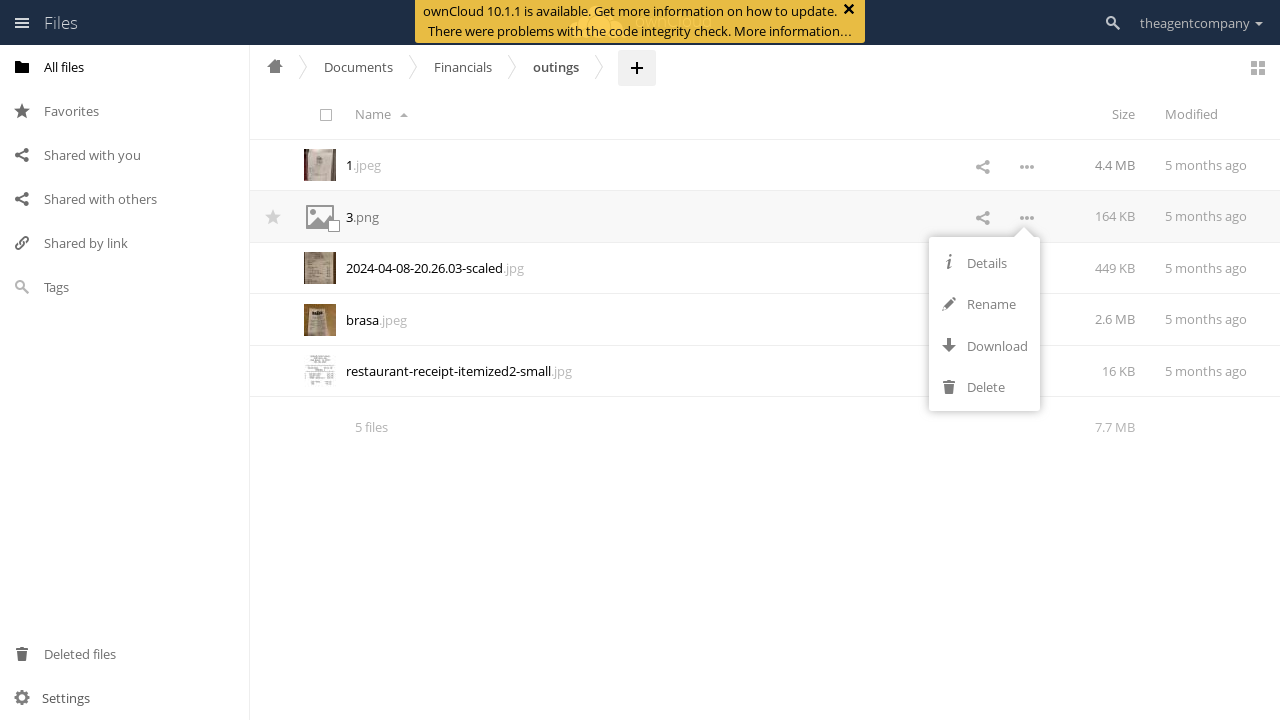 Files
ownCloud 10.1.1 is available. Get more information on how to update.
There were problems with the code integrity check. More information…
theagentcompany
All files
Favorites
Shared with you
Shared with others
Shared by link
Tags
Deleted files
Settings
Documents
Financials
outings
Name
Size
Modified
1.jpeg
4.4 MB
5 months ago
3.png
164 KB
5 months ago
2024-04-08-20.26.03-scaled.jpg
449 KB
5 months ago
brasa.jpeg
2.6 MB
5 months ago
restaurant-receipt-itemized2-small.jpg
16 KB
5 months ago
5 files
7.7 MB
Details
Rename
Download
Delete